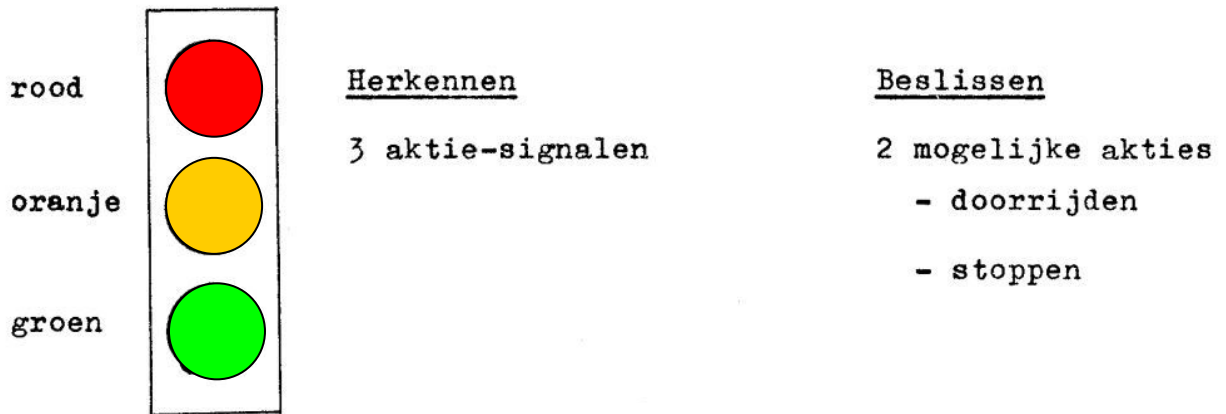 rood
oranje
groen
Herkennen
3 aktie-signalen
Beslissen
2 mogelijke akties
- doorrijden
- stoppen